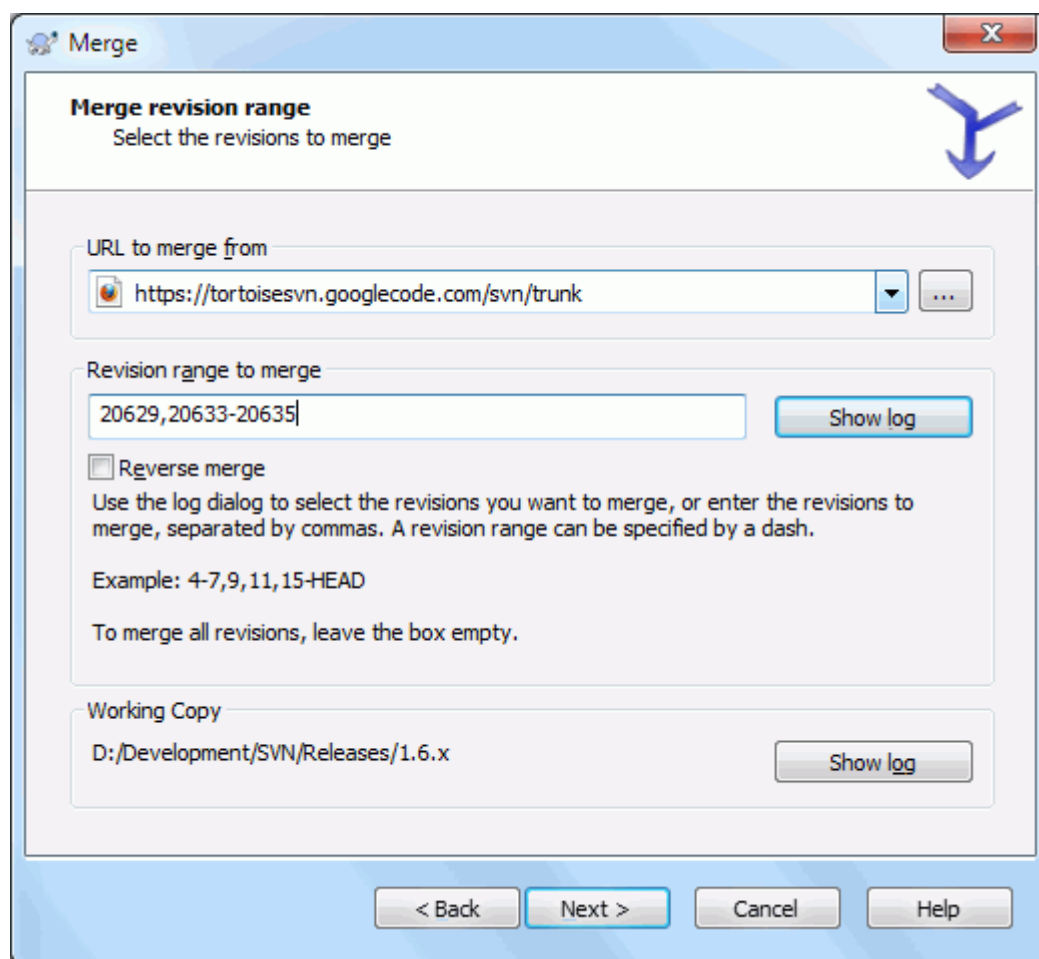 Merge
Merge revision range
Select the revisions to merge
URL to merge from
https://tortoisesvn.googlecode.com/svn/trunk
...
Revision range to merge
20629,20633-20635
Show log
Reverse merge
Use the log dialog to select the revisions you want to merge, or enter the revisions to
merge, separated by commas. A revision range can be specified by a dash.
Example: 4-7,9,11,15-HEAD
To merge all revisions, leave the box empty.
Working Copy
D:/Development/SVN/Releases/1.6.x
Show log
< Back
Next >
Cancel
Help